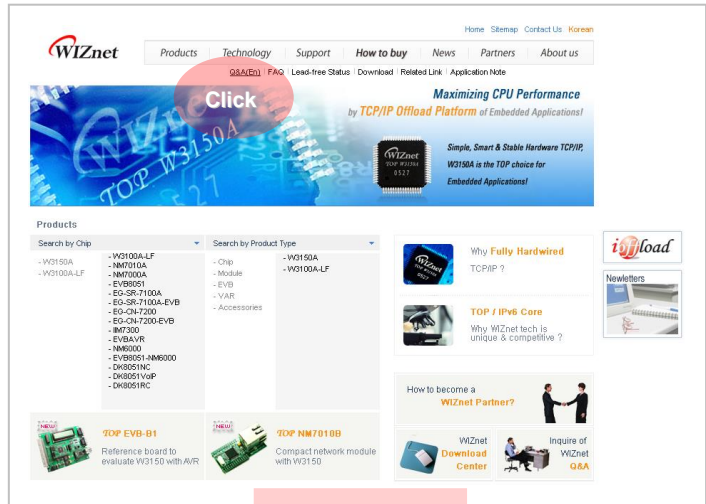 Home Sitemap Contact Us Korean
WIZnet
Products Technology Support How to buy News Partners About us
Q&A(En) | FAQ | Lead-free Status | Download | Related Link | Application Note
Click
Maximizing CPU Performance
by TCP/IP Offload Platform of Embedded Applications!
WIZnet
TOP W3150A
WIZnet
TOP W3150A
0527
Simple, Smart & Stable Hardware TCP/IP,
W3150A is the TOP choice for
Embedded Applications!
Products
Search by Chip
- W3150A
- W3100A-LF
- W3100A-LF
- NM7010A
- NM7000A
- EVB8051
- EG-SR-7100A
- EG-SR-7100A-EVB
- EG-CN-7200
- EG-CN-7200-EVB
- IIM7300
- EVBAVR
- NM6000
- EVB8051-NM6000
- DK8051NC
- DK8051VoIP
- DK8051RC
Search by Product Type
- Chip
- Module
- EVB
- VAR
- Accessories
- W3150A
- W3100A-LF
Why Fully Hardwired
TCP/IP ?
TOP / IPv6 Core
Why WIZnet tech is
unique & competitive ?
iOffload
Newletters
How to become a
WIZnet Partner?
NEW
TOP EVB-B1
Reference board to
evaluate W3150 with AVR
NEW
TOP NM7010B
Compact network module
with W3150
WIZnet
Download
Center
Inquire of
WIZnet
Q&A